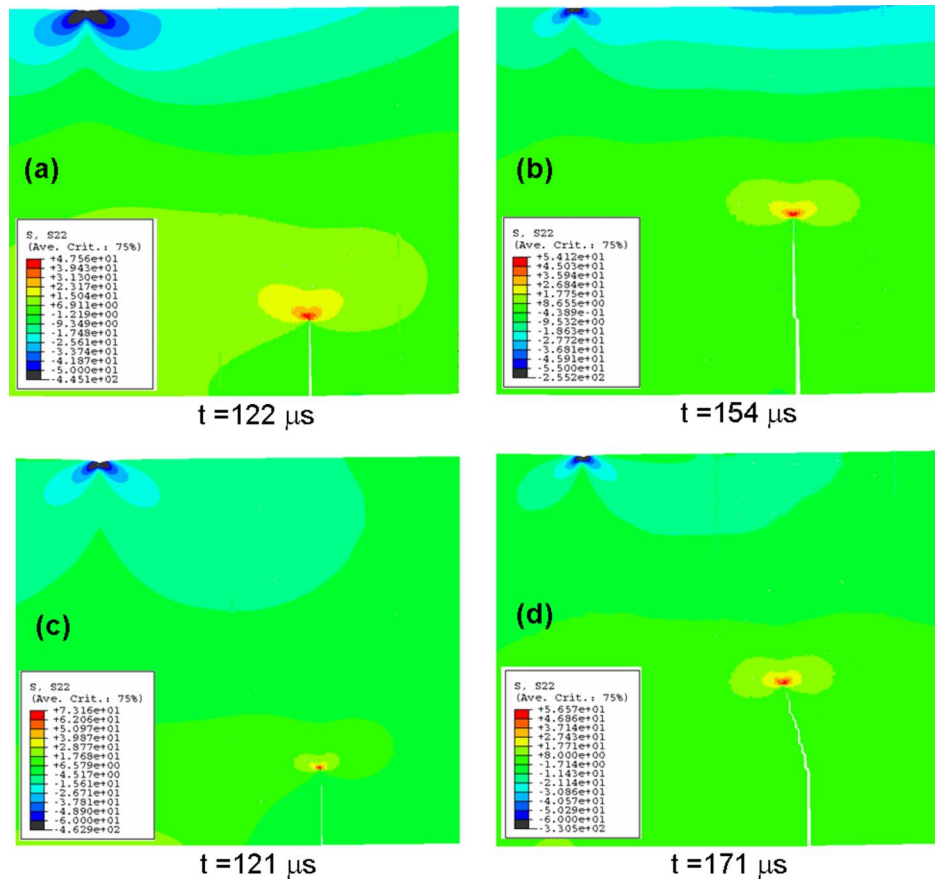 (a)
S, S22
(Ave. Crit.: 75%)
+4.756e+01
+3.943e+01
+3.130e+01
+2.317e+01
+1.504e+01
+6.911e+00
-1.219e+00
-9.349e+00
-1.748e+01
-2.561e+01
-3.374e+01
-4.187e+01
-5.000e+01
-4.451e+02
t =122 μs
(b)
S, S22
(Ave. Crit.: 75%)
+5.412e+01
+4.503e+01
+3.594e+01
+2.684e+01
+1.775e+01
+8.655e+00
-4.389e-01
-9.532e+00
-1.863e+01
-2.772e+01
-3.681e+01
-4.591e+01
-5.500e+01
-2.552e+02
t =154 μs
(c)
S, S22
(Ave. Crit.: 75%)
+7.316e+01
+6.206e+01
+5.097e+01
+3.987e+01
+2.877e+01
+1.768e+01
+6.579e+00
-4.517e+00
-1.561e+01
-2.671e+01
-3.781e+01
-4.890e+01
-6.000e+01
-4.629e+02
t =121 μs
(d)
S, S22
(Ave. Crit.: 75%)
+5.657e+01
+4.686e+01
+3.714e+01
+2.743e+01
+1.771e+01
+8.000e+00
-1.714e+00
-1.143e+01
-2.114e+01
-3.086e+01
-4.057e+01
-5.029e+01
-6.000e+01
-3.305e+02
t =171 μs